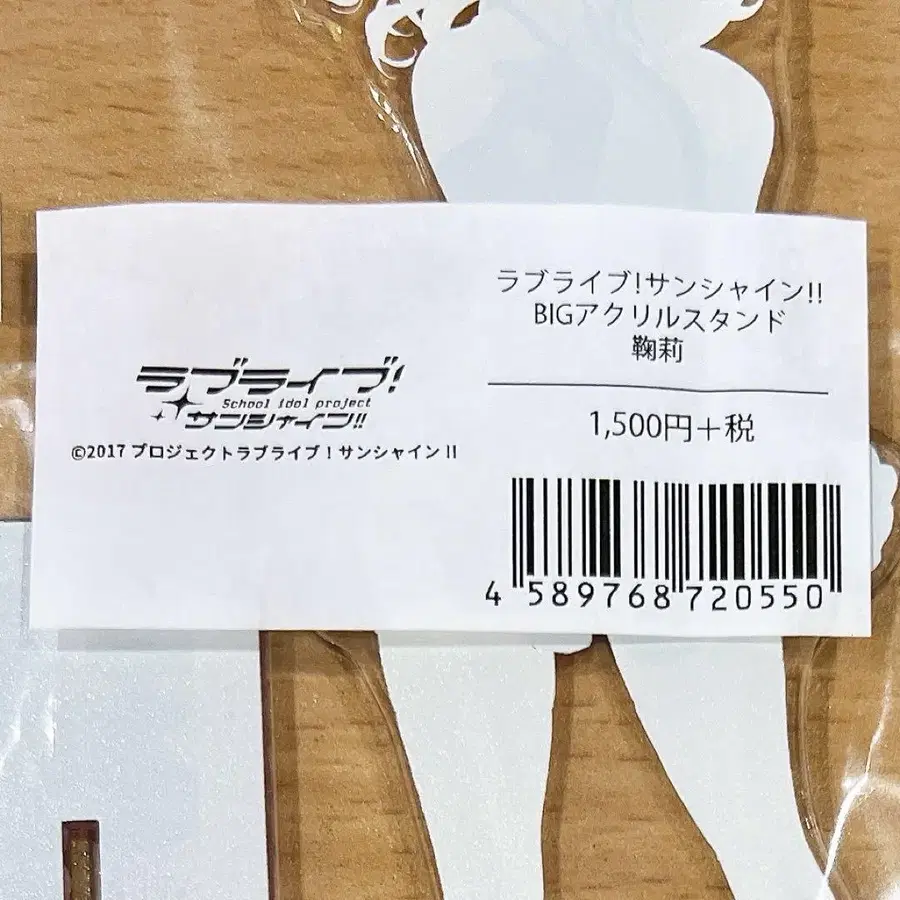 ラブライブ!
School idol project
サンシャイン!!
©2017 プロジェクトラブライブ！サンシャイン!!
ラブライブ!サンシャイン!!
BIGアクリルスタンド
鞠莉
1,500円＋税
4 589768 720550